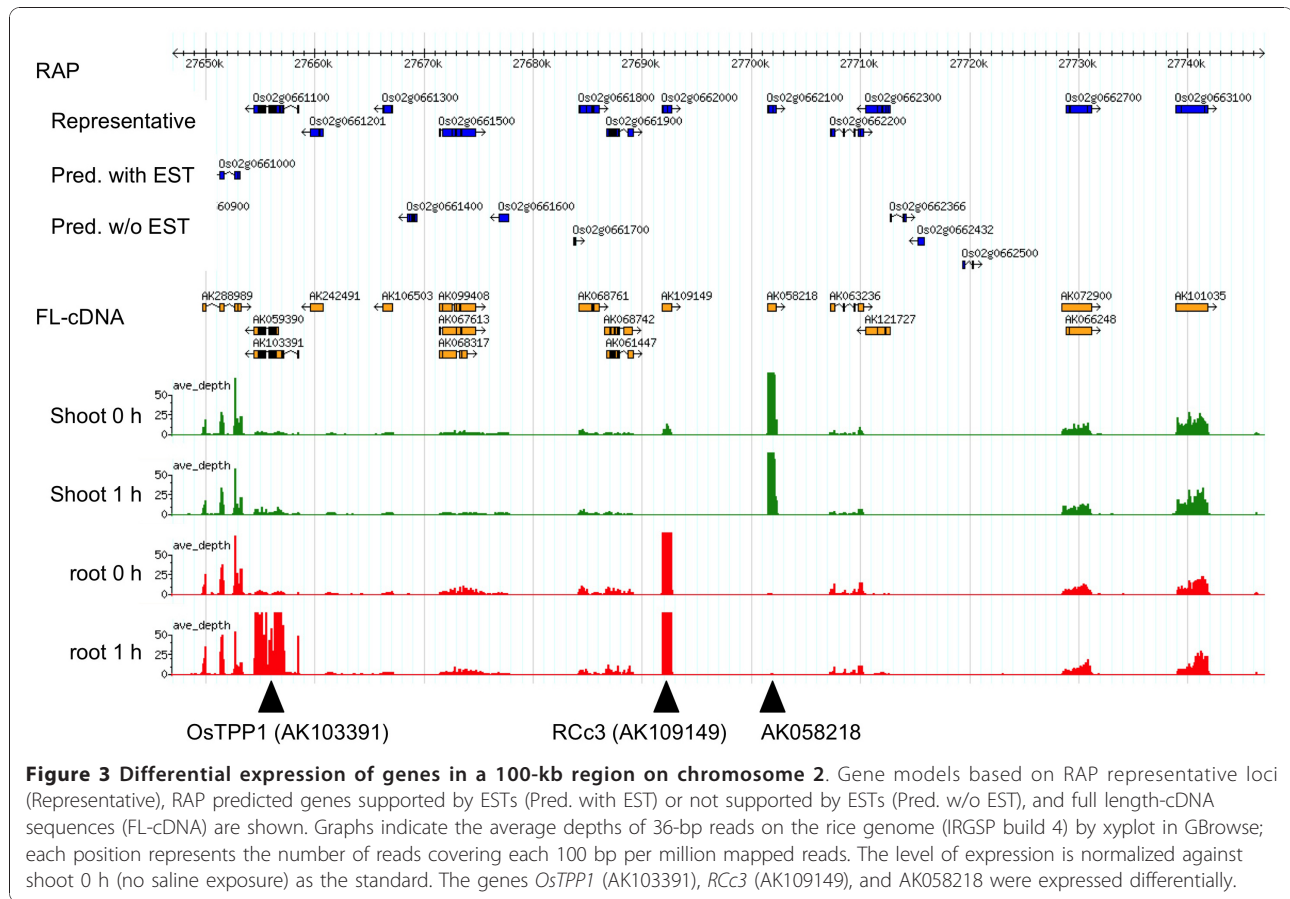 27650k 27660k 27670k 27680k 27690k 27700k 27710k 27720k 27730k 27740k
RAP
Os02g0661100 Os02g0661300 Os02g0661800 Os02g0662000 Os02g0662100 Os02g0662300 Os02g0662700 Os02g0663100
Representative
Os02g0661201 Os02g0661500 Os02g0661900 Os02g0662200
Os02g0661000
Pred. with EST
60900 Os02g0661400 Os02g0661600 Os02g0662366
Pred. w/o EST
Os02g0661700 Os02g0662432
Os02g0662500
AK288989 AK242491 AK106503 AK099408 AK068761 AK109149 AK058218 AK063236 AK072900 AK101035
FL-cDNA
AK059390 AK067613 AK068742 AK121727 AK066248
AK103391 AK068317 AK061447
ave_depth
50
Shoot 0 h
25
0
ave_depth
50
Shoot 1 h
25
0
ave_depth
50
root 0 h
25
0
ave_depth
50
root 1 h
25
0
OsTPP1 (AK103391) RCc3 (AK109149) AK058218
Figure 3 Differential expression of genes in a 100-kb region on chromosome 2. Gene models based on RAP representative loci
(Representative), RAP predicted genes supported by ESTs (Pred. with EST) or not supported by ESTs (Pred. w/o EST), and full length-cDNA
sequences (FL-cDNA) are shown. Graphs indicate the average depths of 36-bp reads on the rice genome (IRGSP build 4) by xyplot in GBrowse;
each position represents the number of reads covering each 100 bp per million mapped reads. The level of expression is normalized against
shoot 0 h (no saline exposure) as the standard. The genes OsTPP1 (AK103391), RCc3 (AK109149), and AK058218 were expressed differentially.